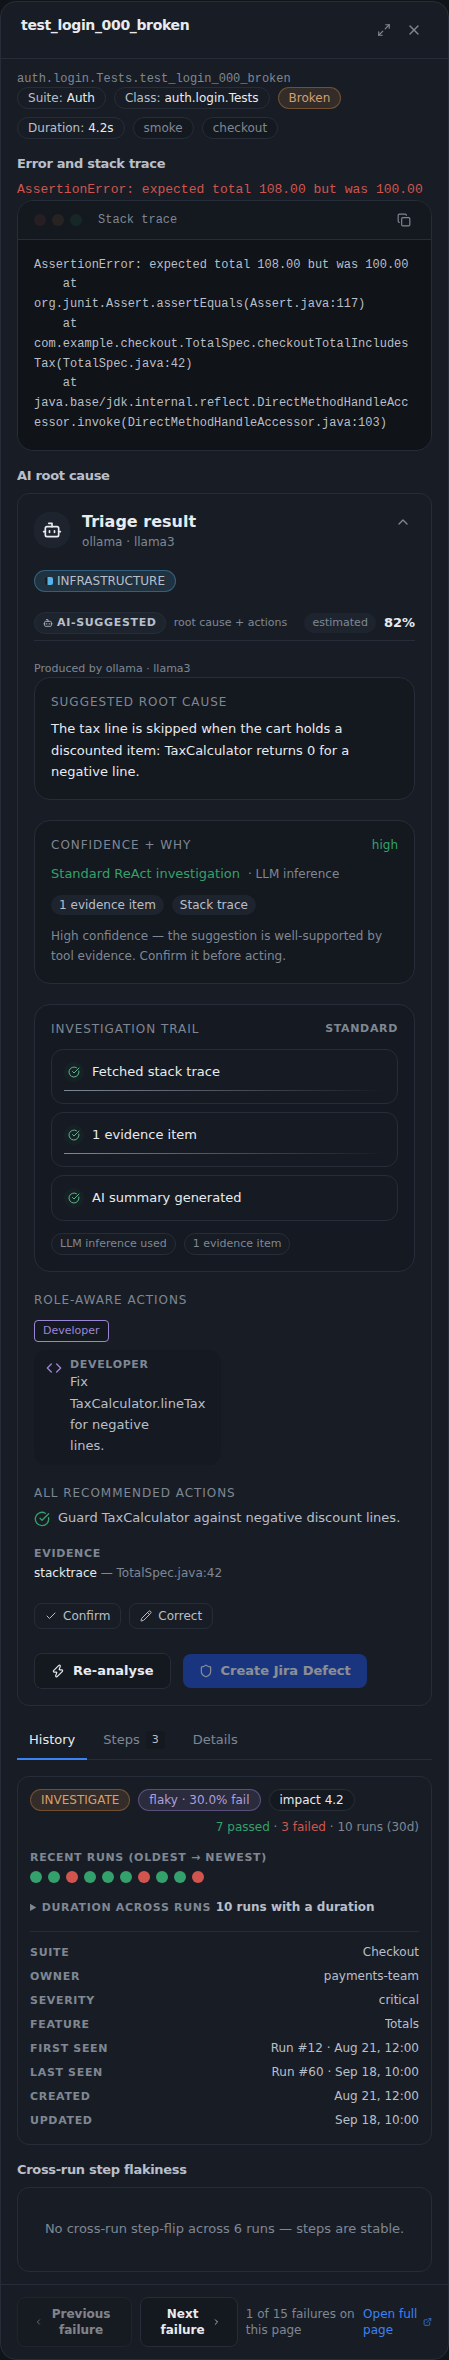 test_login_000_broken
auth.login.Tests.test_login_000_broken
Suite: Auth
Class: auth.login.Tests
Broken
Duration: 4.2s
smoke
checkout
Error and stack trace
AssertionError: expected total 108.00 but was 100.00
Stack trace
AssertionError: expected total 108.00 but was 100.00
at
org.junit.Assert.assertEquals(Assert.java:117)
at
com.example.checkout.TotalSpec.checkoutTotalIncludes
Tax(TotalSpec.java:42)
at
java.base/jdk.internal.reflect.DirectMethodHandleAcc
essor.invoke(DirectMethodHandleAccessor.java:103)
AI root cause
Triage result
ollama · llama3
INFRASTRUCTURE
AI-SUGGESTED
root cause + actions
estimated
82%
Produced by ollama · llama3
SUGGESTED ROOT CAUSE
The tax line is skipped when the cart holds a
discounted item: TaxCalculator returns 0 for a
negative line.
CONFIDENCE + WHY
high
Standard ReAct investigation · LLM inference
1 evidence item
Stack trace
High confidence — the suggestion is well-supported by
tool evidence. Confirm it before acting.
INVESTIGATION TRAIL
STANDARD
Fetched stack trace
1 evidence item
AI summary generated
LLM inference used
1 evidence item
ROLE-AWARE ACTIONS
Developer
DEVELOPER
Fix
TaxCalculator.lineTax
for negative
lines.
ALL RECOMMENDED ACTIONS
Guard TaxCalculator against negative discount lines.
EVIDENCE
stacktrace — TotalSpec.java:42
Confirm
Correct
Re-analyse
Create Jira Defect
History
Steps 3
Details
INVESTIGATE
flaky · 30.0% fail
impact 4.2
7 passed · 3 failed · 10 runs (30d)
RECENT RUNS (OLDEST → NEWEST)
DURATION ACROSS RUNS 10 runs with a duration
SUITE Checkout
OWNER payments-team
SEVERITY critical
FEATURE Totals
FIRST SEEN Run #12 · Aug 21, 12:00
LAST SEEN Run #60 · Sep 18, 10:00
CREATED Aug 21, 12:00
UPDATED Sep 18, 10:00
Cross-run step flakiness
No cross-run step-flip across 6 runs — steps are stable.
Previous
failure
Next
failure
1 of 15 failures on
this page
Open full
page